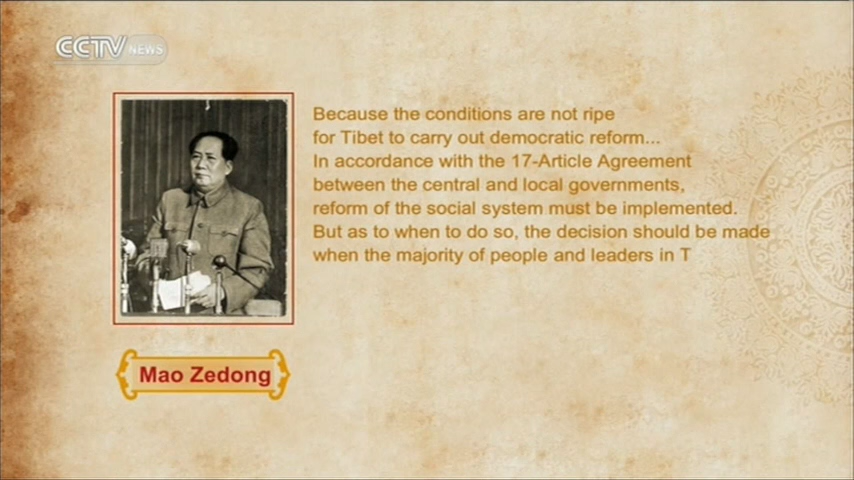 CCTV NEWS
Because the conditions are not ripe
for Tibet to carry out democratic reform...
In accordance with the 17-Article Agreement
between the central and local governments,
reform of the social system must be implemented.
But as to when to do so, the decision should be made
when the majority of people and leaders in T
Mao Zedong